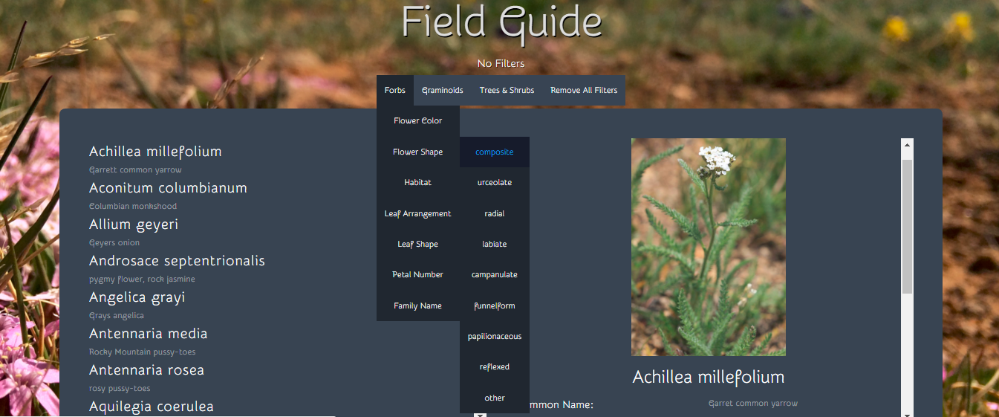 Field Guide
No Filters
Forbs Graminoids Trees & Shrubs Remove All Filters
Flower Color
Flower Shape
Habitat
Leaf Arrangement
Leaf Shape
Petal Number
Family Name
composite
urceolate
radial
labiate
campanulate
funnelform
papilionaceous
reflexed
other
Achillea millefolium
Garrett common yarrow
Aconitum columbianum
Columbian monkshood
Allium geyeri
Geyers onion
Androsace septentrionalis
pygmy flower, rock jasmine
Angelica grayi
Grays angelica
Antennaria media
Rocky Mountain pussy-toes
Antennaria rosea
rosy pussy-toes
Aquilegia coerulea
Achillea millefolium
mmon Name: Garret common yarrow